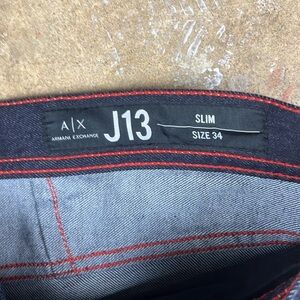 A|X
ARMANI EXCHANGE
J13
SLIM
SIZE 34